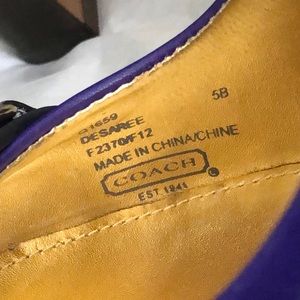 Q1659
DESAREE
F2370/F12
5B
MADE IN CHINA/CHINE
COACH
EST 1941